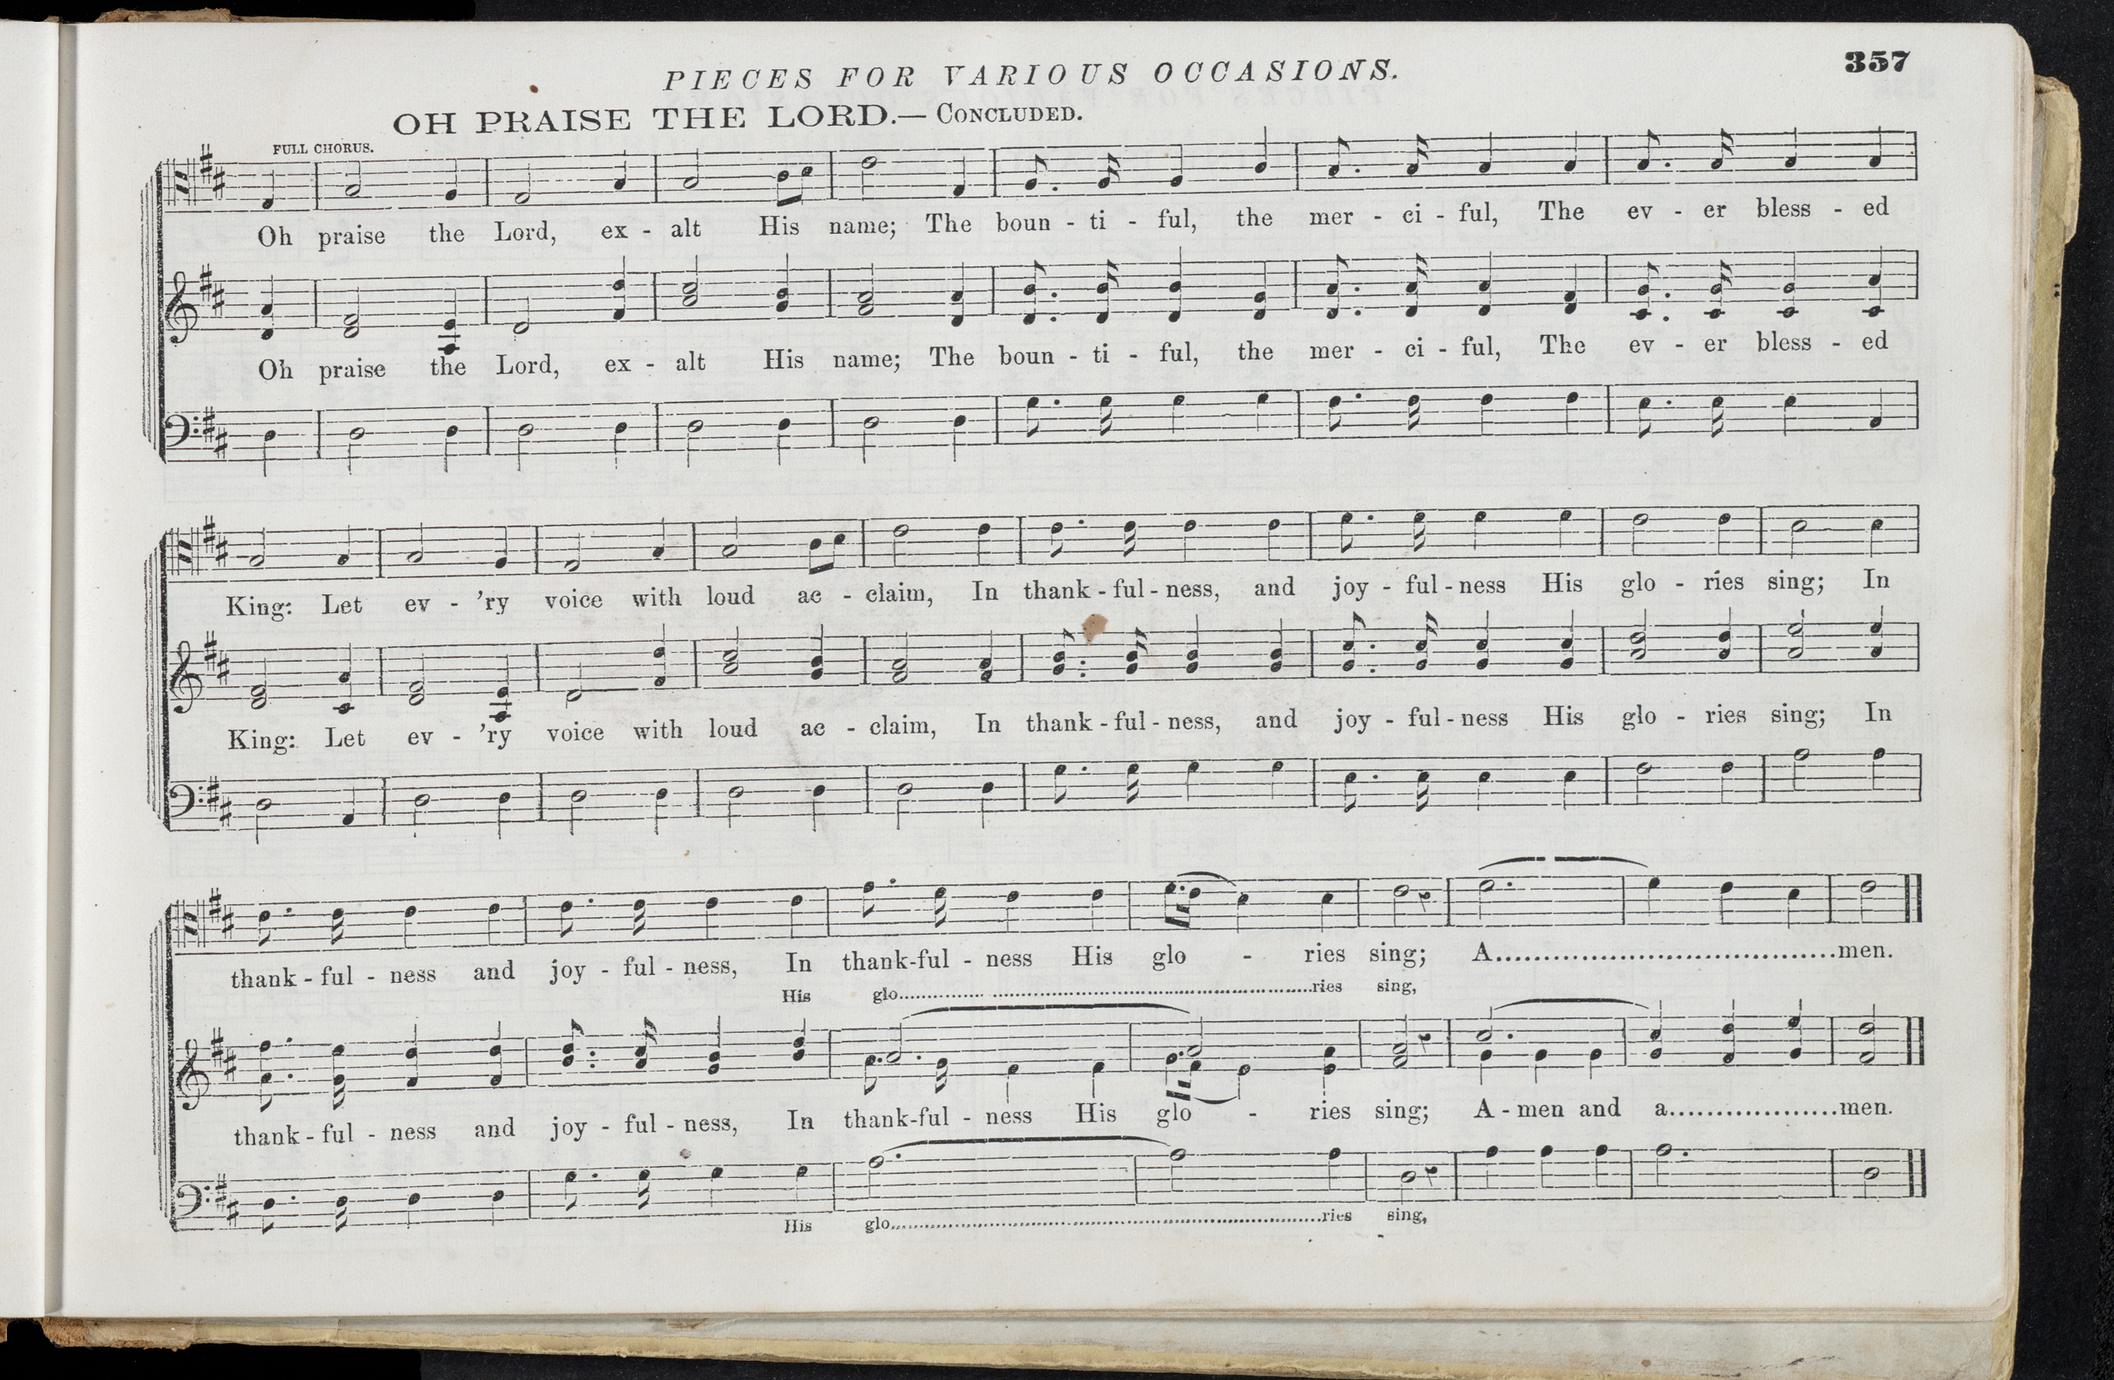 PIECES FOR VARIOUS OCCASIONS.
357
OH PRAISE THE LORD.— CONCLUDED.
FULL CHORUS.
Oh praise the Lord, ex - alt His name; The boun - ti - ful, the mer - ci - ful, The ev - er bless - ed
Oh praise the Lord, ex - alt His name; The boun - ti - ful, the mer - ci - ful, The ev - er bless - ed
King: Let ev - 'ry voice with loud ac - claim, In thank - ful - ness, and joy - ful - ness His glo - ries sing; In
King: Let ev - 'ry voice with loud ac - claim, In thank - ful - ness, and joy - ful - ness His glo - ries sing; In
thank - ful - ness and joy - ful - ness, In thank-ful - ness His glo - ries sing; A....................................men.
His glo....................................................................ries sing,
thank - ful - ness and joy - ful - ness, In thank-ful - ness His glo - ries sing; A - men and a..................men.
His glo....................................................................ries sing,